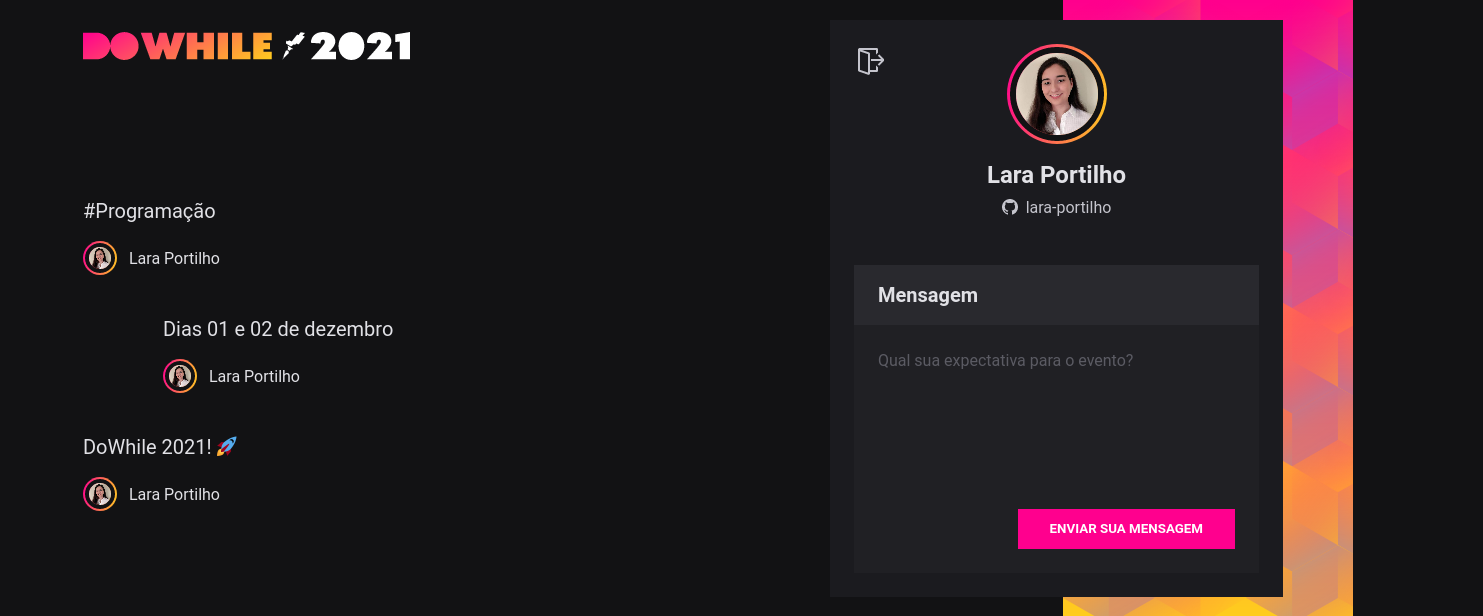 DOWHILE 2021
#Programação
Lara Portilho
Dias 01 e 02 de dezembro
Lara Portilho
DoWhile 2021! 🚀
Lara Portilho
Lara Portilho
lara-portilho
Mensagem
Qual sua expectativa para o evento?
ENVIAR SUA MENSAGEM